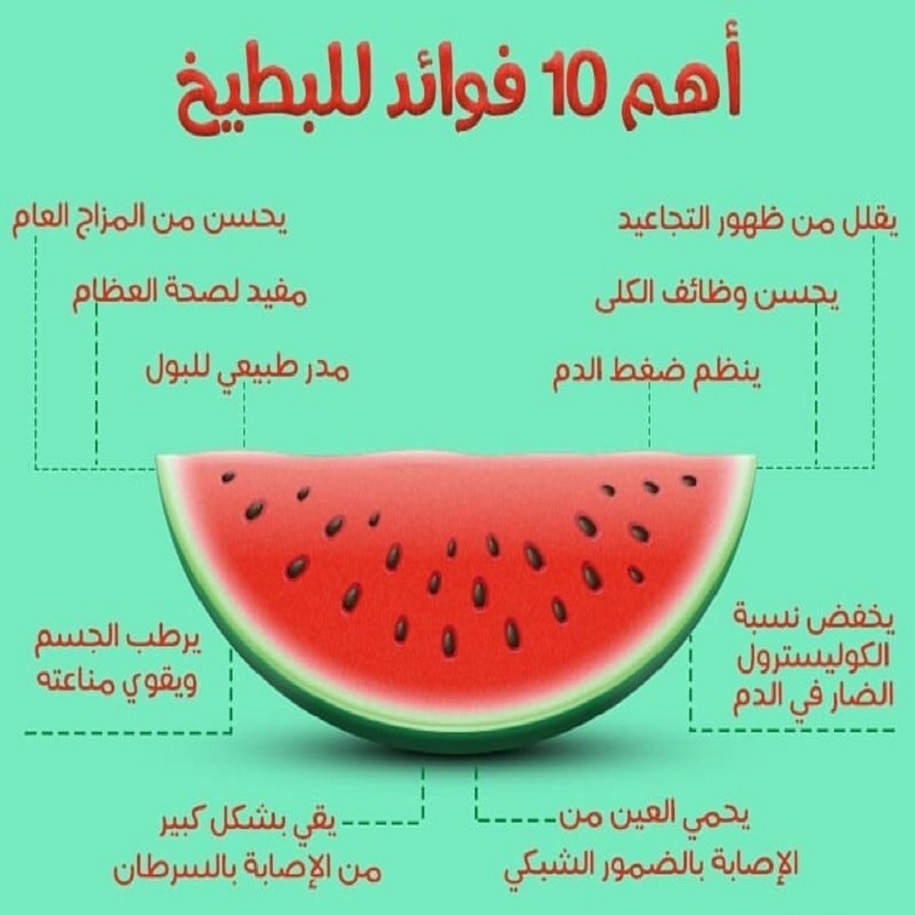 أهم 10 فوائد للبطيخ
يقلل من ظهور التجاعيد
يحسن من المزاج العام
يحسن وظائف الكلى
مفيد لصحة العظام
ينظم ضغط الدم
مدر طبيعي للبول
يخفض نسبة
الكوليسترول
الضار في الدم
يرطب الجسم
ويقوي مناعته
يحمي العين من
الإصابة بالضمور الشبكي
يقي بشكل كبير
من الإصابة بالسرطان